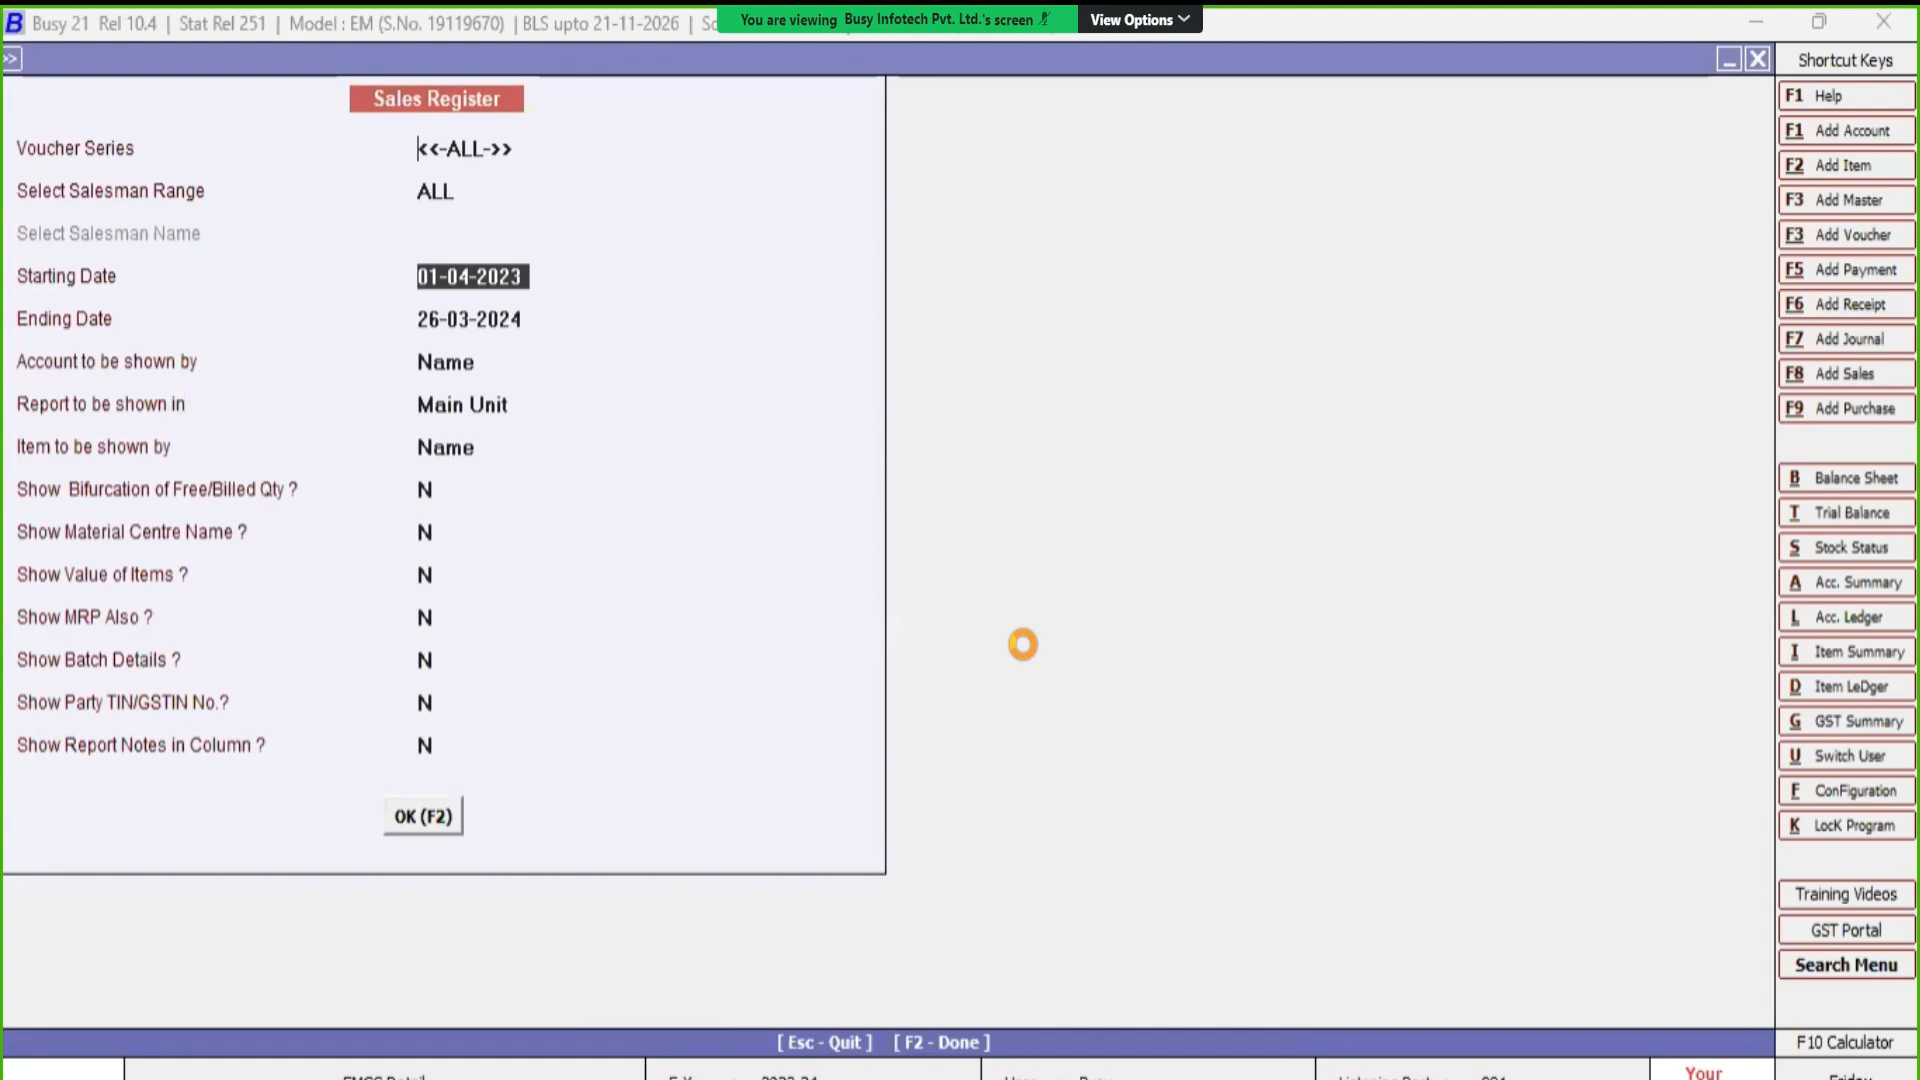 Busy 21 Rel 10.4 | Stat Rel 251 | Model : EM (S.No. 19119670) | BLS upto 21-11-2026 |
You are viewing Busy Infotech Pvt. Ltd.'s screen
View Options
>>
Shortcut Keys
Sales Register
Voucher Series <<-ALL->>
Select Salesman Range ALL
Select Salesman Name
Starting Date 01-04-2023
Ending Date 26-03-2024
Account to be shown by Name
Report to be shown in Main Unit
Item to be shown by Name
Show Bifurcation of Free/Billed Qty ? N
Show Material Centre Name ? N
Show Value of Items ? N
Show MRP Also ? N
Show Batch Details ? N
Show Party TIN/GSTIN No.? N
Show Report Notes in Column ? N
OK (F2)
F1 Help
F1 Add Account
F2 Add Item
F3 Add Master
F3 Add Voucher
F5 Add Payment
F6 Add Receipt
F7 Add Journal
F8 Add Sales
F9 Add Purchase
B Balance Sheet
T Trial Balance
S Stock Status
A Acc. Summary
L Acc. Ledger
I Item Summary
D Item LeDger
G GST Summary
U Switch User
F ConFiguration
K LocK Program
Training Videos
GST Portal
Search Menu
[ Esc - Quit ] [ F2 - Done ]
F10 Calculator
Your
Friday